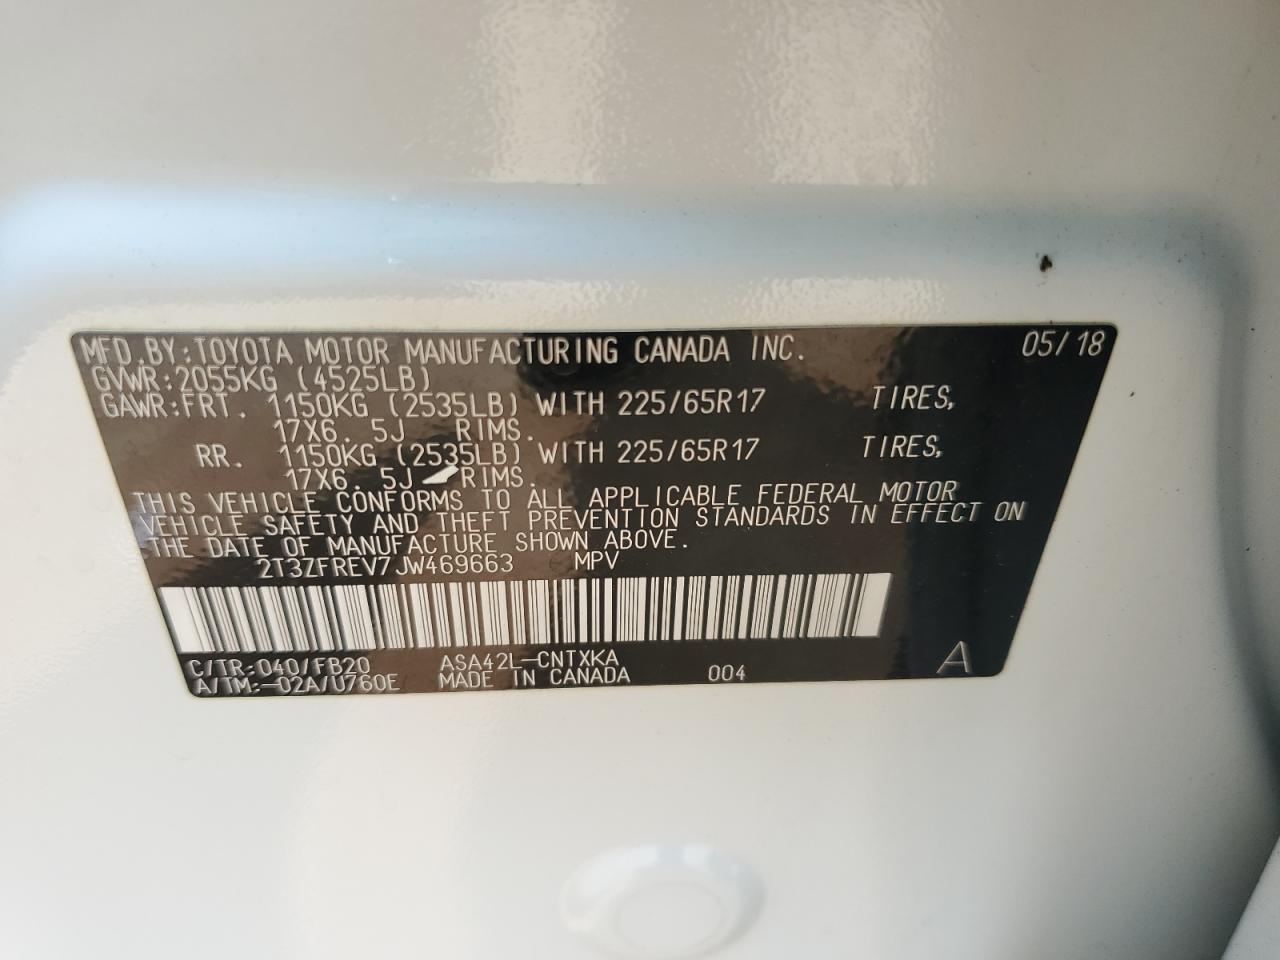 MFD.BY:TOYOTA MOTOR MANUFACTURING CANADA INC. 05/18
GVWR:2055KG (4525LB)
GAWR:FRT. 1150KG (2535LB) WITH 225/65R17 TIRES,
17X6.5J RIMS.
RR. 1150KG (2535LB) WITH 225/65R17 TIRES,
17X6.5J RIMS.
THIS VEHICLE CONFORMS TO ALL APPLICABLE FEDERAL MOTOR
VEHICLE SAFETY AND THEFT PREVENTION STANDARDS IN EFFECT ON
THE DATE OF MANUFACTURE SHOWN ABOVE.
2T3ZFREV7JW469663 MPV
C/TR:040/FB20 ASA42L-CNTXKA 004 A
A/TM:-02A/U760E MADE IN CANADA